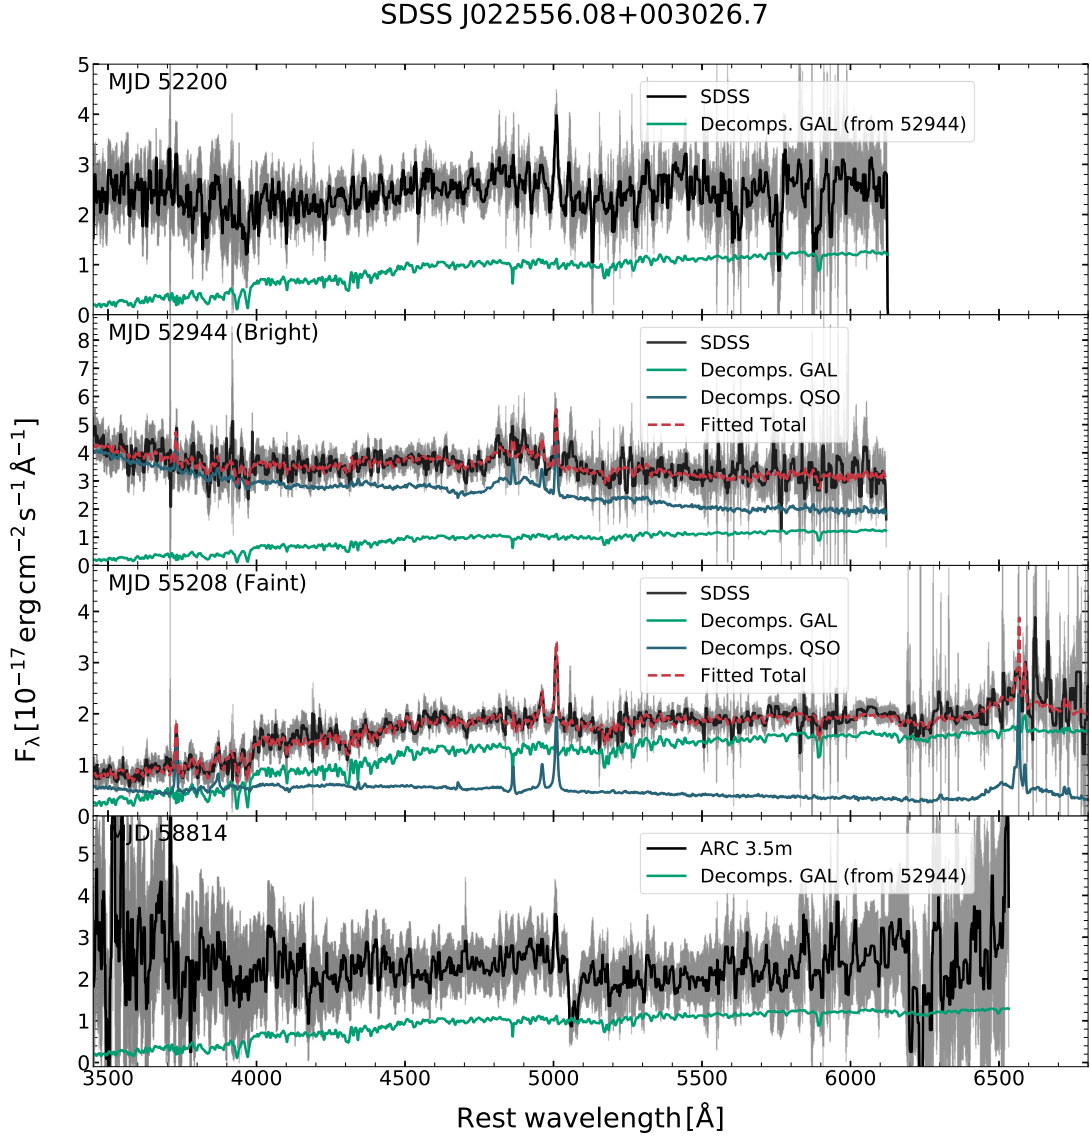 SDSS J022556.08+003026.7
MJD 52200
SDSS
Decomps. GAL (from 52944)
5
4
3
2
1
0
MJD 52944 (Bright)
SDSS
Decomps. GAL
Decomps. QSO
Fitted Total
8
7
6
5
4
3
2
1
0
MJD 55208 (Faint)
SDSS
Decomps. GAL
Decomps. QSO
Fitted Total
4
3
2
1
0
MJD 58814
ARC 3.5m
Decomps. GAL (from 52944)
5
4
3
2
1
0
3500 4000 4500 5000 5500 6000 6500
Rest wavelength [Å]
Fλ [10⁻¹⁷ erg cm⁻² s⁻¹ Å⁻¹]